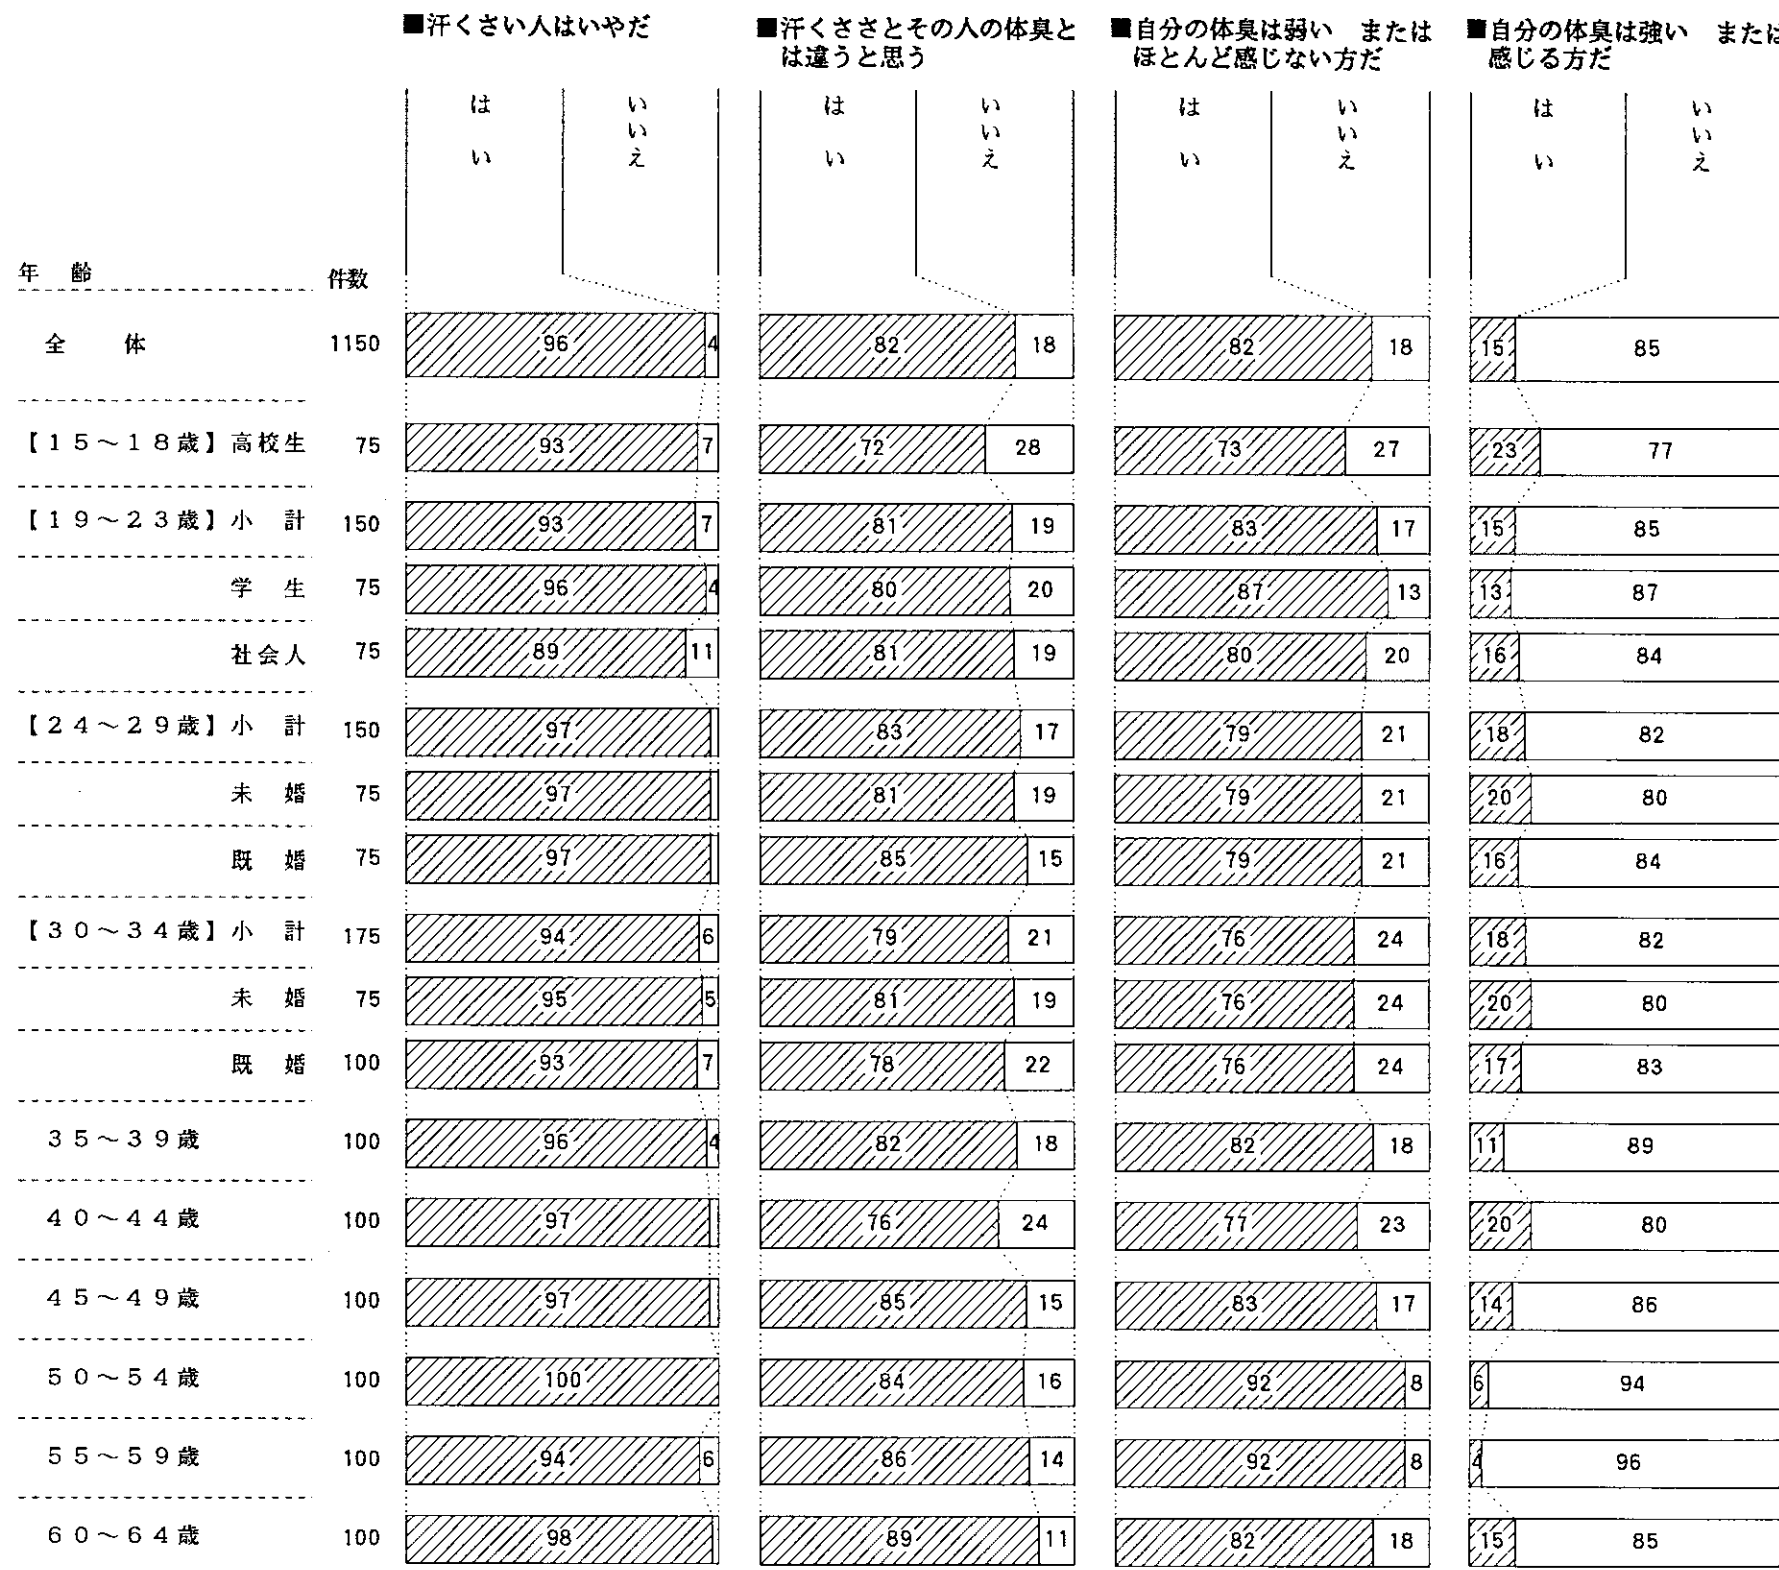 ■汗くさい人はいやだ
■汗くささとその人の体臭と
は違うと思う
■自分の体臭は弱い または
ほとんど感じない方だ
■自分の体臭は強い または
感じる方だ
はい いいえ はい いいえ はい いいえ はい いいえ
年 齢 件数
全 体 1150 96 4 82 18 82 18 15 85
【15～18歳】高校生 75 93 7 72 28 73 27 23 77
【19～23歳】小 計 150 93 7 81 19 83 17 15 85
学 生 75 96 4 80 20 87 13 13 87
社会人 75 89 11 81 19 80 20 16 84
【24～29歳】小 計 150 97 83 17 79 21 18 82
未 婚 75 97 81 19 79 21 20 80
既 婚 75 97 85 15 79 21 16 84
【30～34歳】小 計 175 94 6 79 21 76 24 18 82
未 婚 75 95 5 81 19 76 24 20 80
既 婚 100 93 7 78 22 76 24 17 83
35～39歳 100 96 4 82 18 82 18 11 89
40～44歳 100 97 76 24 77 23 20 80
45～49歳 100 97 85 15 83 17 14 86
50～54歳 100 100 84 16 92 8 6 94
55～59歳 100 94 6 86 14 92 8 4 96
60～64歳 100 98 89 11 82 18 15 85